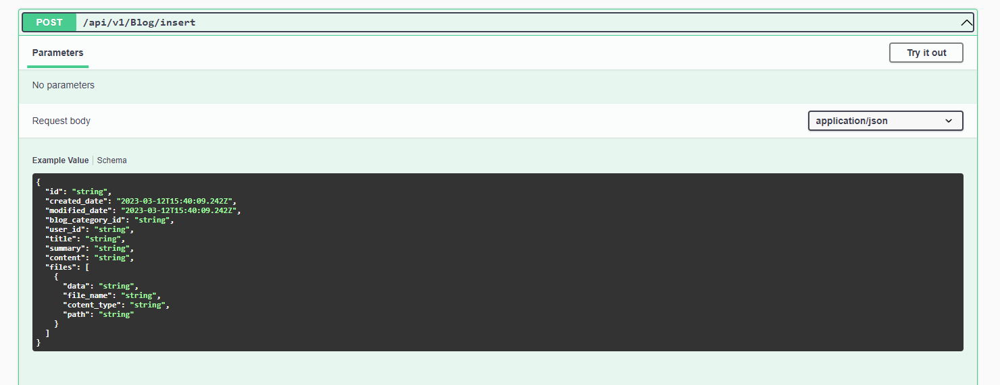 POST /api/v1/Blog/insert
Parameters Try it out
No parameters
Request body application/json
Example Value | Schema
{
  "id": "string",
  "created_date": "2023-03-12T15:40:09.242Z",
  "modified_date": "2023-03-12T15:40:09.242Z",
  "blog_category_id": "string",
  "user_id": "string",
  "title": "string",
  "summary": "string",
  "content": "string",
  "files": [
    {
      "data": "string",
      "file_name": "string",
      "cotent_type": "string",
      "path": "string"
    }
  ]
}